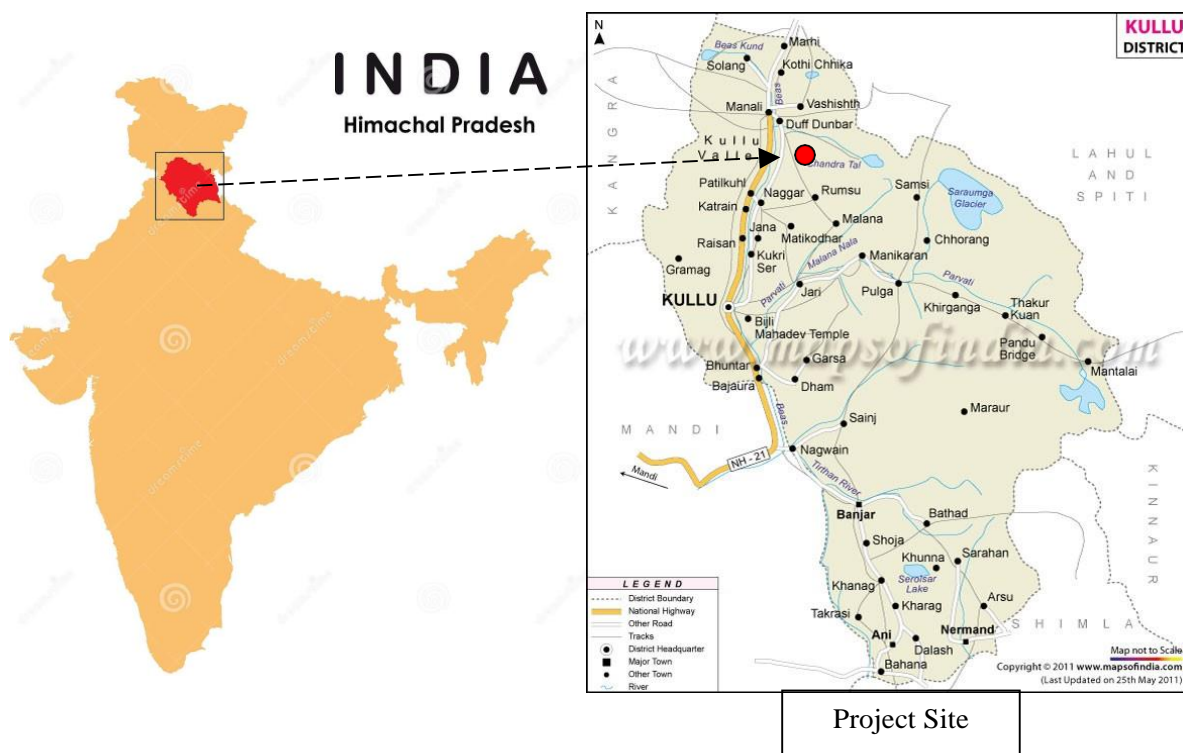 INDIA
Himachal Pradesh
dreamstime
KULLU
DISTRICT
N
Marhi
Beas Kund
Solang
Kothi Chhika
Beas
Manali
Vashishth
Duff Dunbar
KANGRA
Kullu
Valle
Chandra Tal
LAHUL
AND
SPITI
Patilkuhl
Naggar
Rumsu
Samsi
Saraumga
Glacier
Katrain
Jana
Malana
Raisan
Matikodhar
Chhorang
Malana Nala
Kukri
Ser
Manikaran
Gramag
Parvati
Parvati
Jari
Pulga
Khirganga
Thakur
Kuan
KULLU
Bijli
Mahadev Temple
www.mapsofindia.com
Pandu
Bridge
Garsa
Bhuntar
Mantalai
Bajaura
Dham
Beas
Maraur
Sainj
MANDI
Nagwain
NH - 21
Mandi
Tirthan River
KINNAUR
Banjar
Bathad
Shoja
Khunna
Sarahan
Serolsar
Lake
Khanag
Arsu
Kharag
Takrasi
SHIMLA
Ani
Nermand
Dalash
Bahana
LEGEND
District Boundary
National Highway
Other Road
Tracks
District Headquarter
Major Town
Other Town
River
Map not to Scale
Copyright © 2011 www.mapsofindia.com
(Last Updated on 25th May 2011)
Project Site